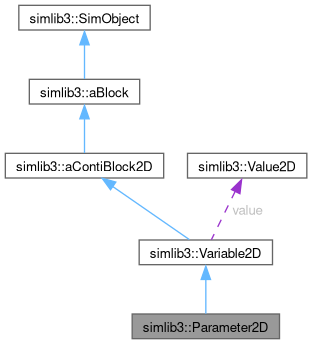 simlib3::SimObject
simlib3::aBlock
simlib3::aContiBlock2D
simlib3::Value2D
value
simlib3::Variable2D
simlib3::Parameter2D